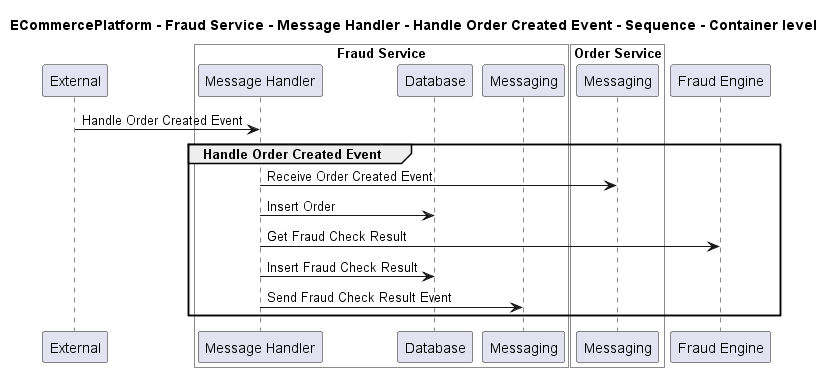 ECommercePlatform - Fraud Service - Message Handler - Handle Order Created Event - Sequence - Container level
Fraud Service
Order Service
External
Message Handler
Database
Messaging
Messaging
Fraud Engine
Handle Order Created Event
Handle Order Created Event
Receive Order Created Event
Insert Order
Get Fraud Check Result
Insert Fraud Check Result
Send Fraud Check Result Event
External
Message Handler
Database
Messaging
Messaging
Fraud Engine